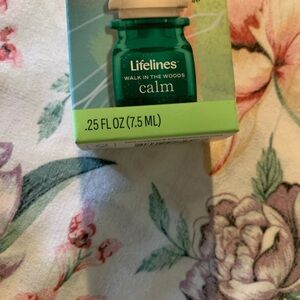 Lifelines
WALK IN THE WOODS
calm
.25 FL OZ (7.5 ML)